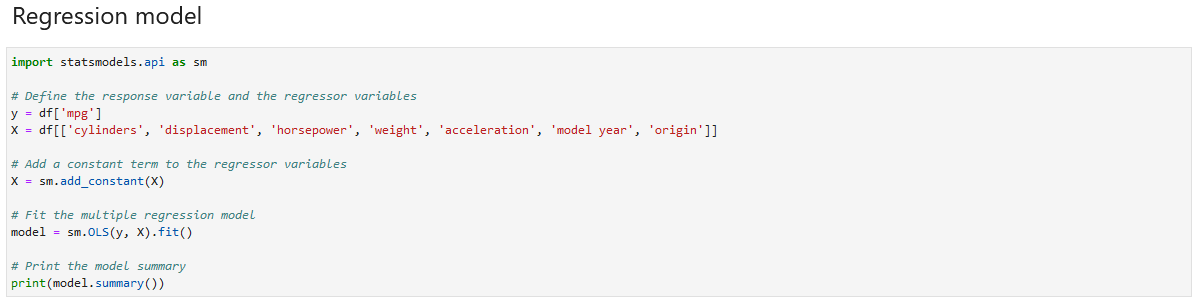 Regression model
import statsmodels.api as sm
# Define the response variable and the regressor variables
y = df['mpg']
X = df[['cylinders', 'displacement', 'horsepower', 'weight', 'acceleration', 'model year', 'origin']]
# Add a constant term to the regressor variables
X = sm.add_constant(X)
# Fit the multiple regression model
model = sm.OLS(y, X).fit()
# Print the model summary
print(model.summary())